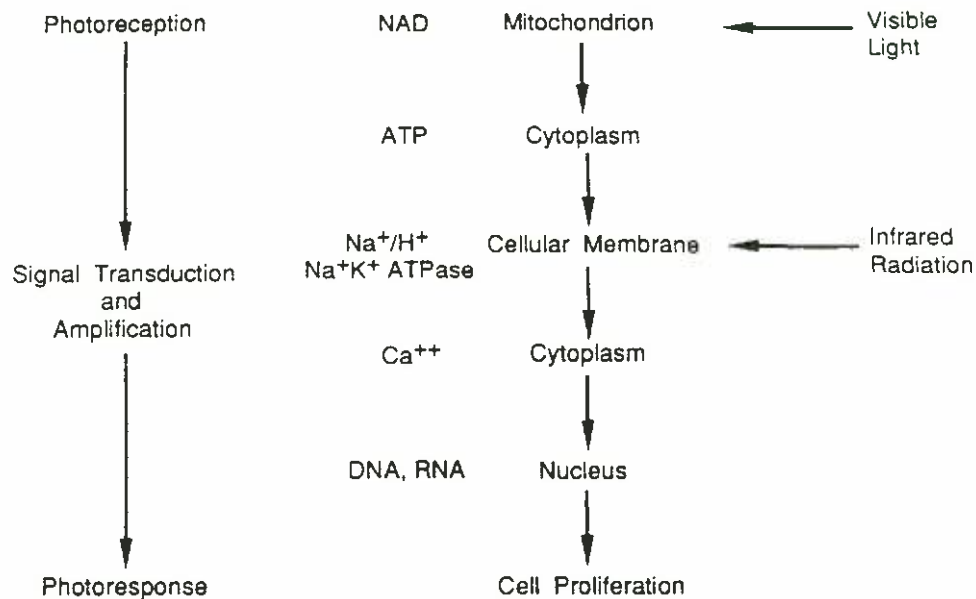 Photoreception
NAD
Mitochondrion
Visible
Light
ATP
Cytoplasm
Na⁺/H⁺
Cellular Membrane
Infrared
Radiation
Na⁺K⁺ ATPase
Signal Transduction
and
Amplification
Ca⁺⁺
Cytoplasm
DNA, RNA
Nucleus
Photoresponse
Cell Proliferation